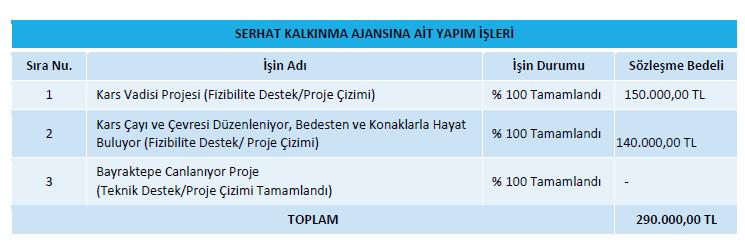 SERHAT KALKINMA AJANSINA AİT YAPIM İŞLERİ
Sıra Nu. İşin Adı İşin Durumu Sözleşme Bedeli
1 Kars Vadisi Projesi (Fizibilite Destek/Proje Çizimi) % 100 Tamamlandı 150.000,00 TL
2 Kars Çayı ve Çevresi Düzenleniyor, Bedesten ve Konaklarla Hayat
Buluyor (Fizibilite Destek/ Proje Çizimi) % 100 Tamamlandı 140.000,00 TL
3 Bayraktepe Canlanıyor Proje
(Teknik Destek/Proje Çizimi Tamamlandı) % 100 Tamamlandı -
TOPLAM 290.000,00 TL